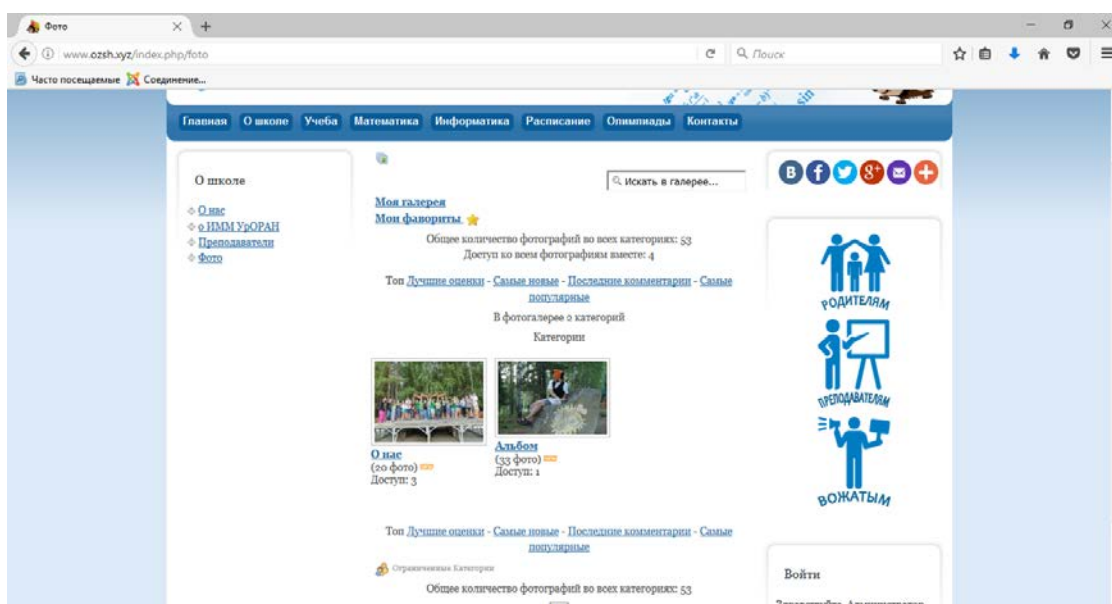 Фото
www.ozsh.xyz/index.php/foto
Поиск
Часто посещаемые Соединение...
sin
Главная О школе Учеба Математика Информатика Расписание Олимпиады Контакты
О школе
О нас
о ИММ УрОРАН
Преподаватели
Фото
Искать в галерее...
Моя галерея
Мои фавориты
Общее количество фотографий во всех категориях: 53
Доступ ко всем фотографиям вместе: 4
Топ Лучшие оценки - Самые новые - Последние комментарии - Самые
популярные
В фотогалерее 2 категорий
Категории
О нас
(20 фото)
Доступ: 3
Альбом
(33 фото)
Доступ: 1
Топ Лучшие оценки - Самые новые - Последние комментарии - Самые
популярные
Ограниченные Категории
Общее количество фотографий во всех категориях: 53
РОДИТЕЛЯМ
ПРЕПОДАВАТЕЛЯМ
ВОЖАТЫМ
Войти